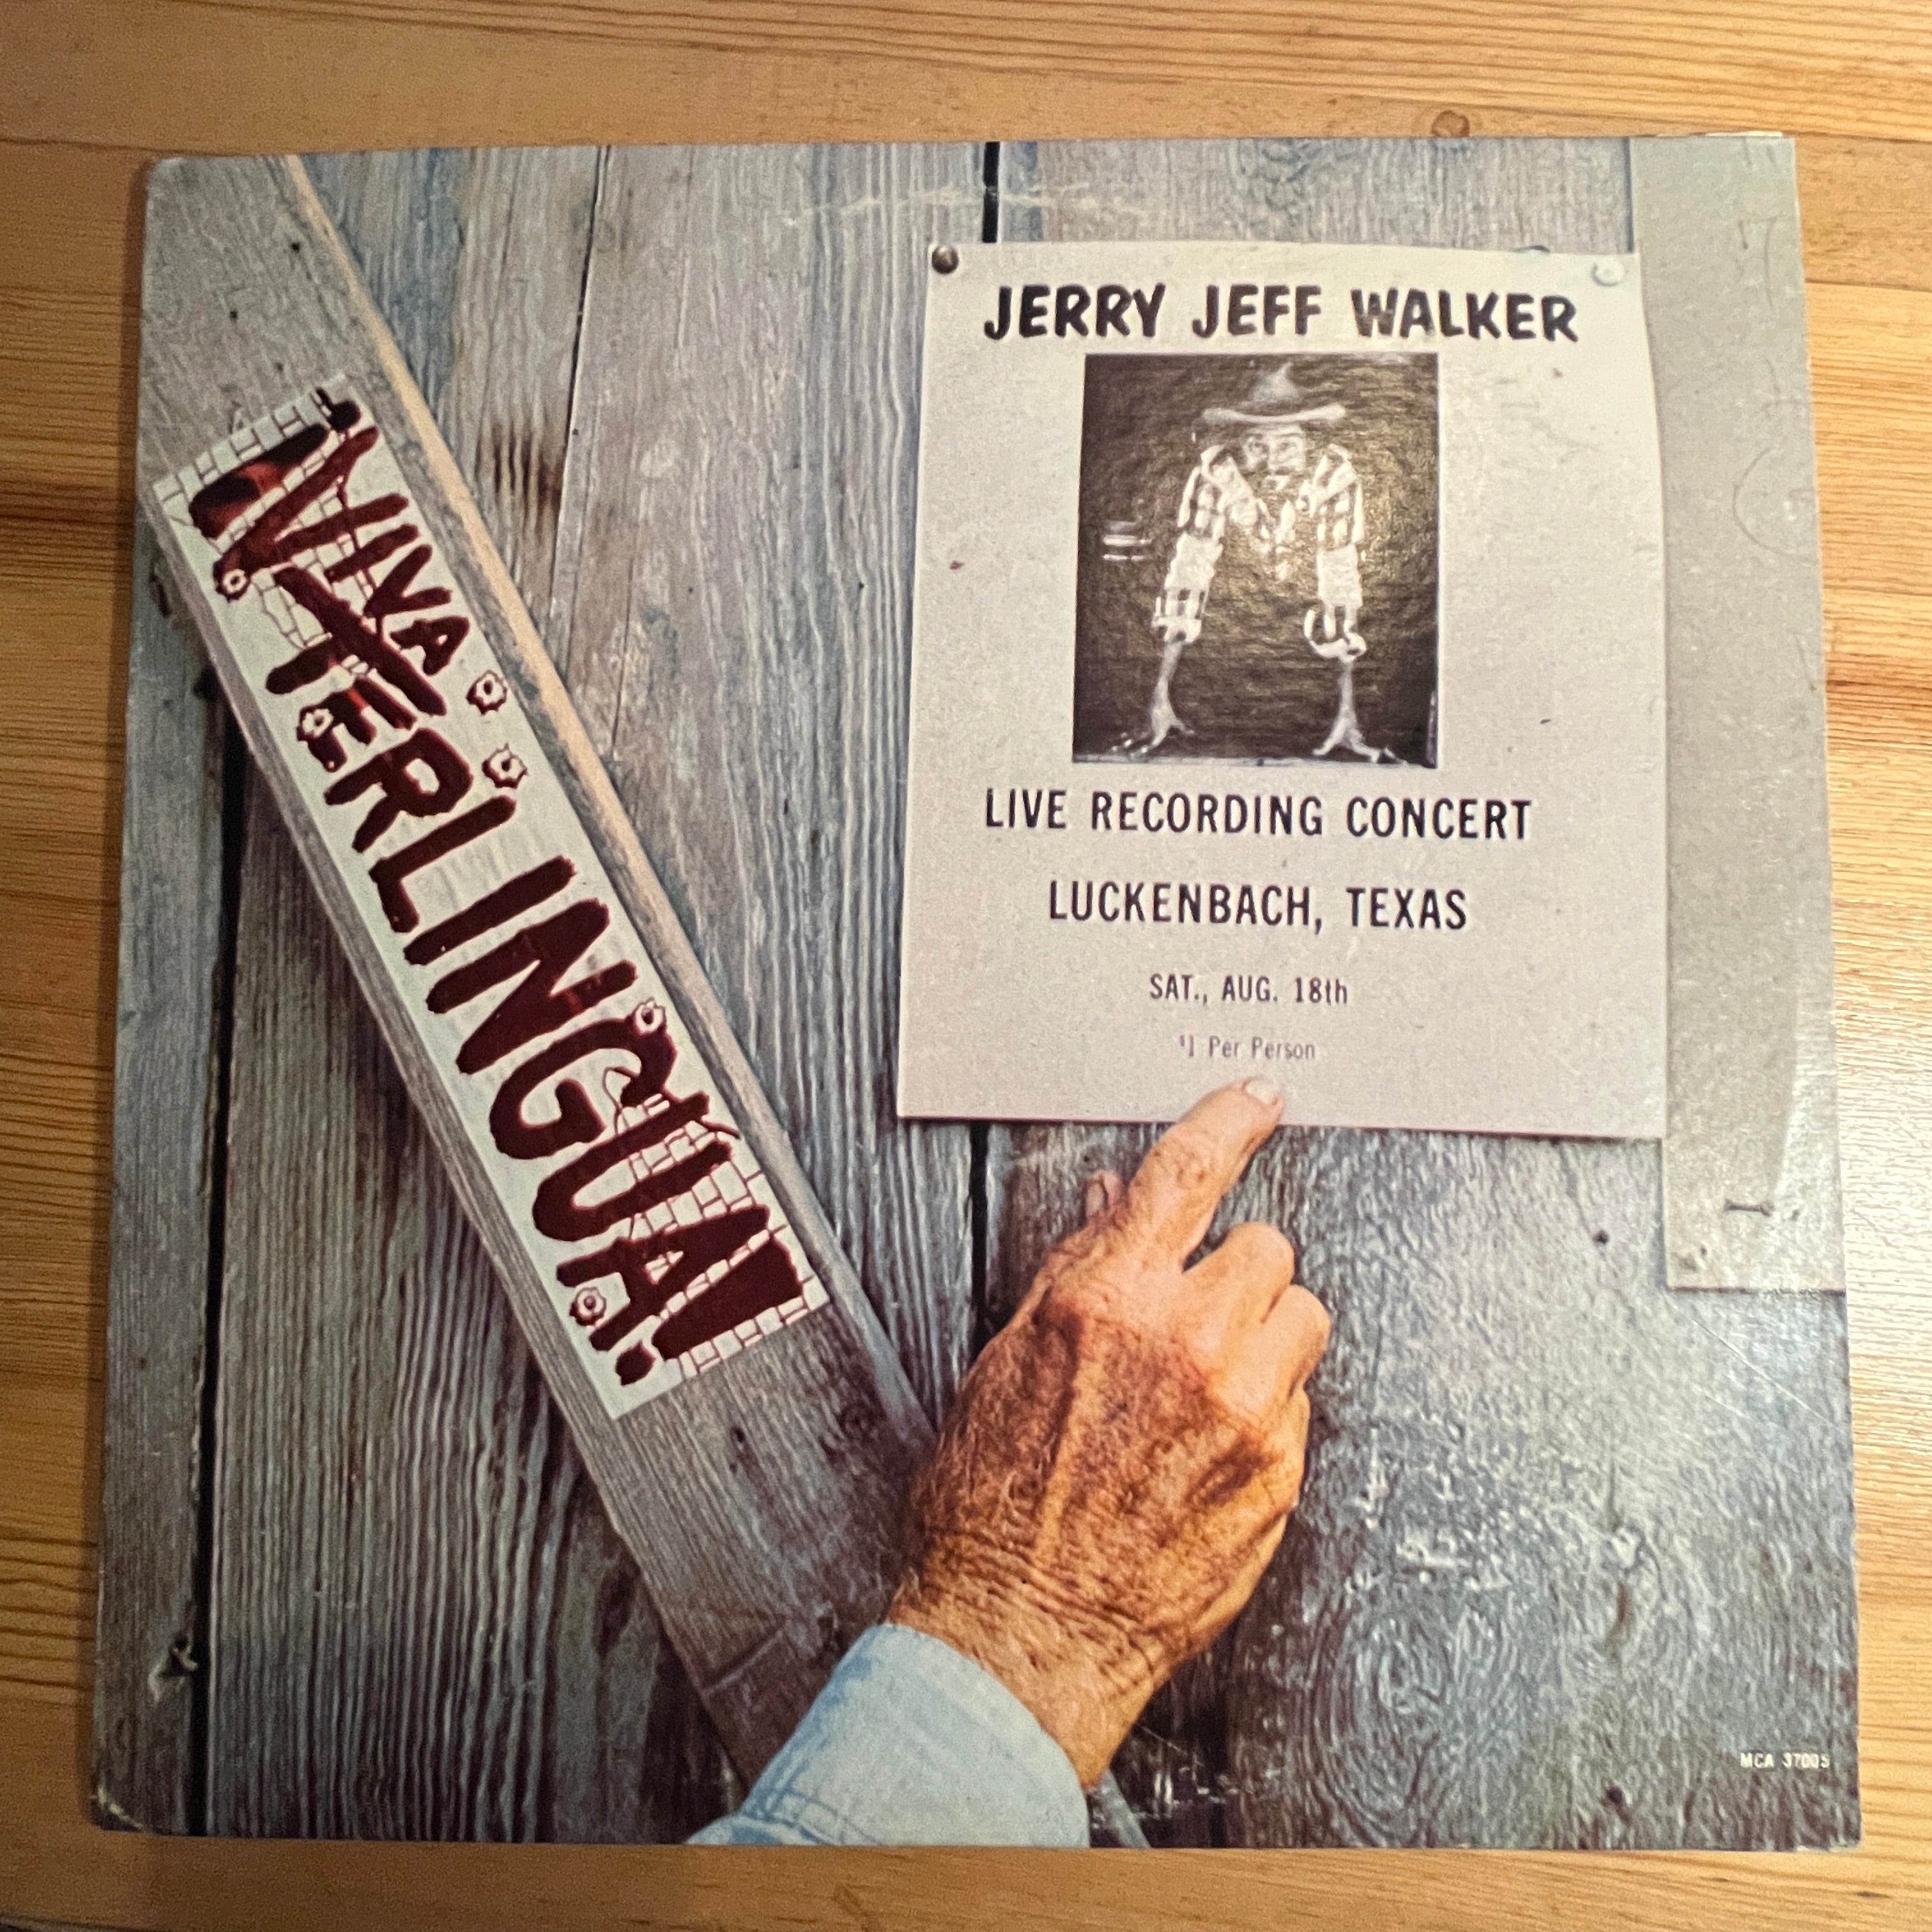 VIVA
TERLINGUA!
JERRY JEFF WALKER
LIVE RECORDING CONCERT
LUCKENBACH, TEXAS
SAT., AUG. 18th
$1 Per Person
MCA 37005